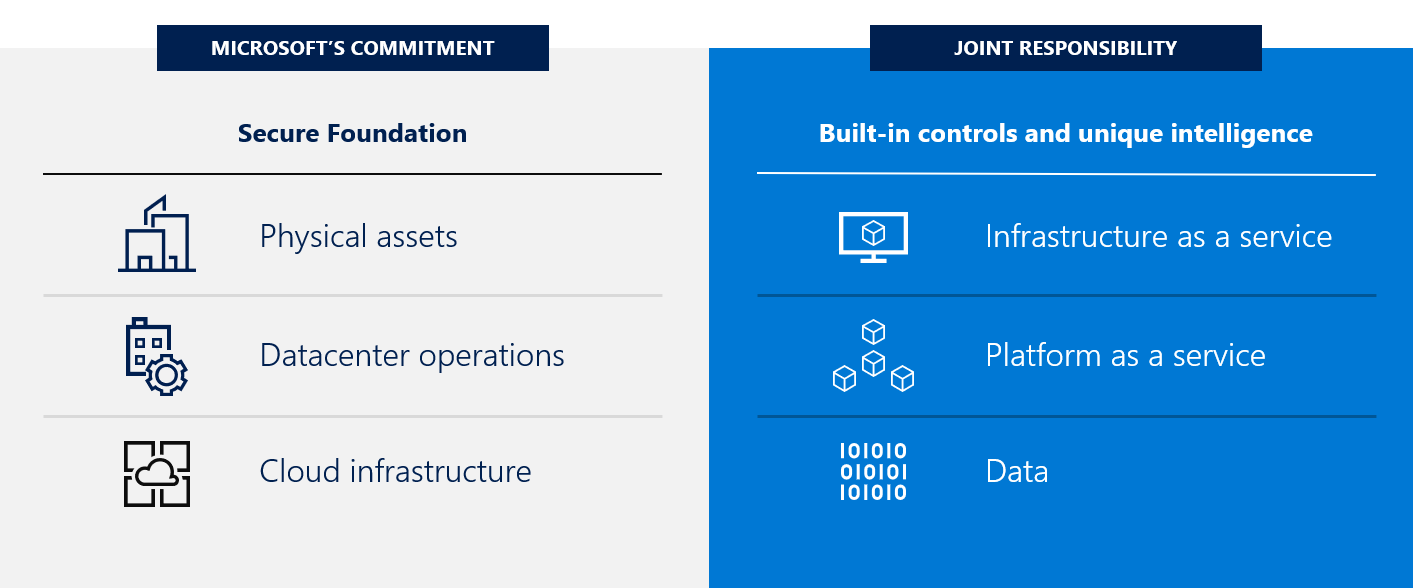 MICROSOFT’S COMMITMENT
Secure Foundation
Physical assets
Datacenter operations
Cloud infrastructure
JOINT RESPONSIBILITY
Built-in controls and unique intelligence
Infrastructure as a service
Platform as a service
101010
010101
101010
Data